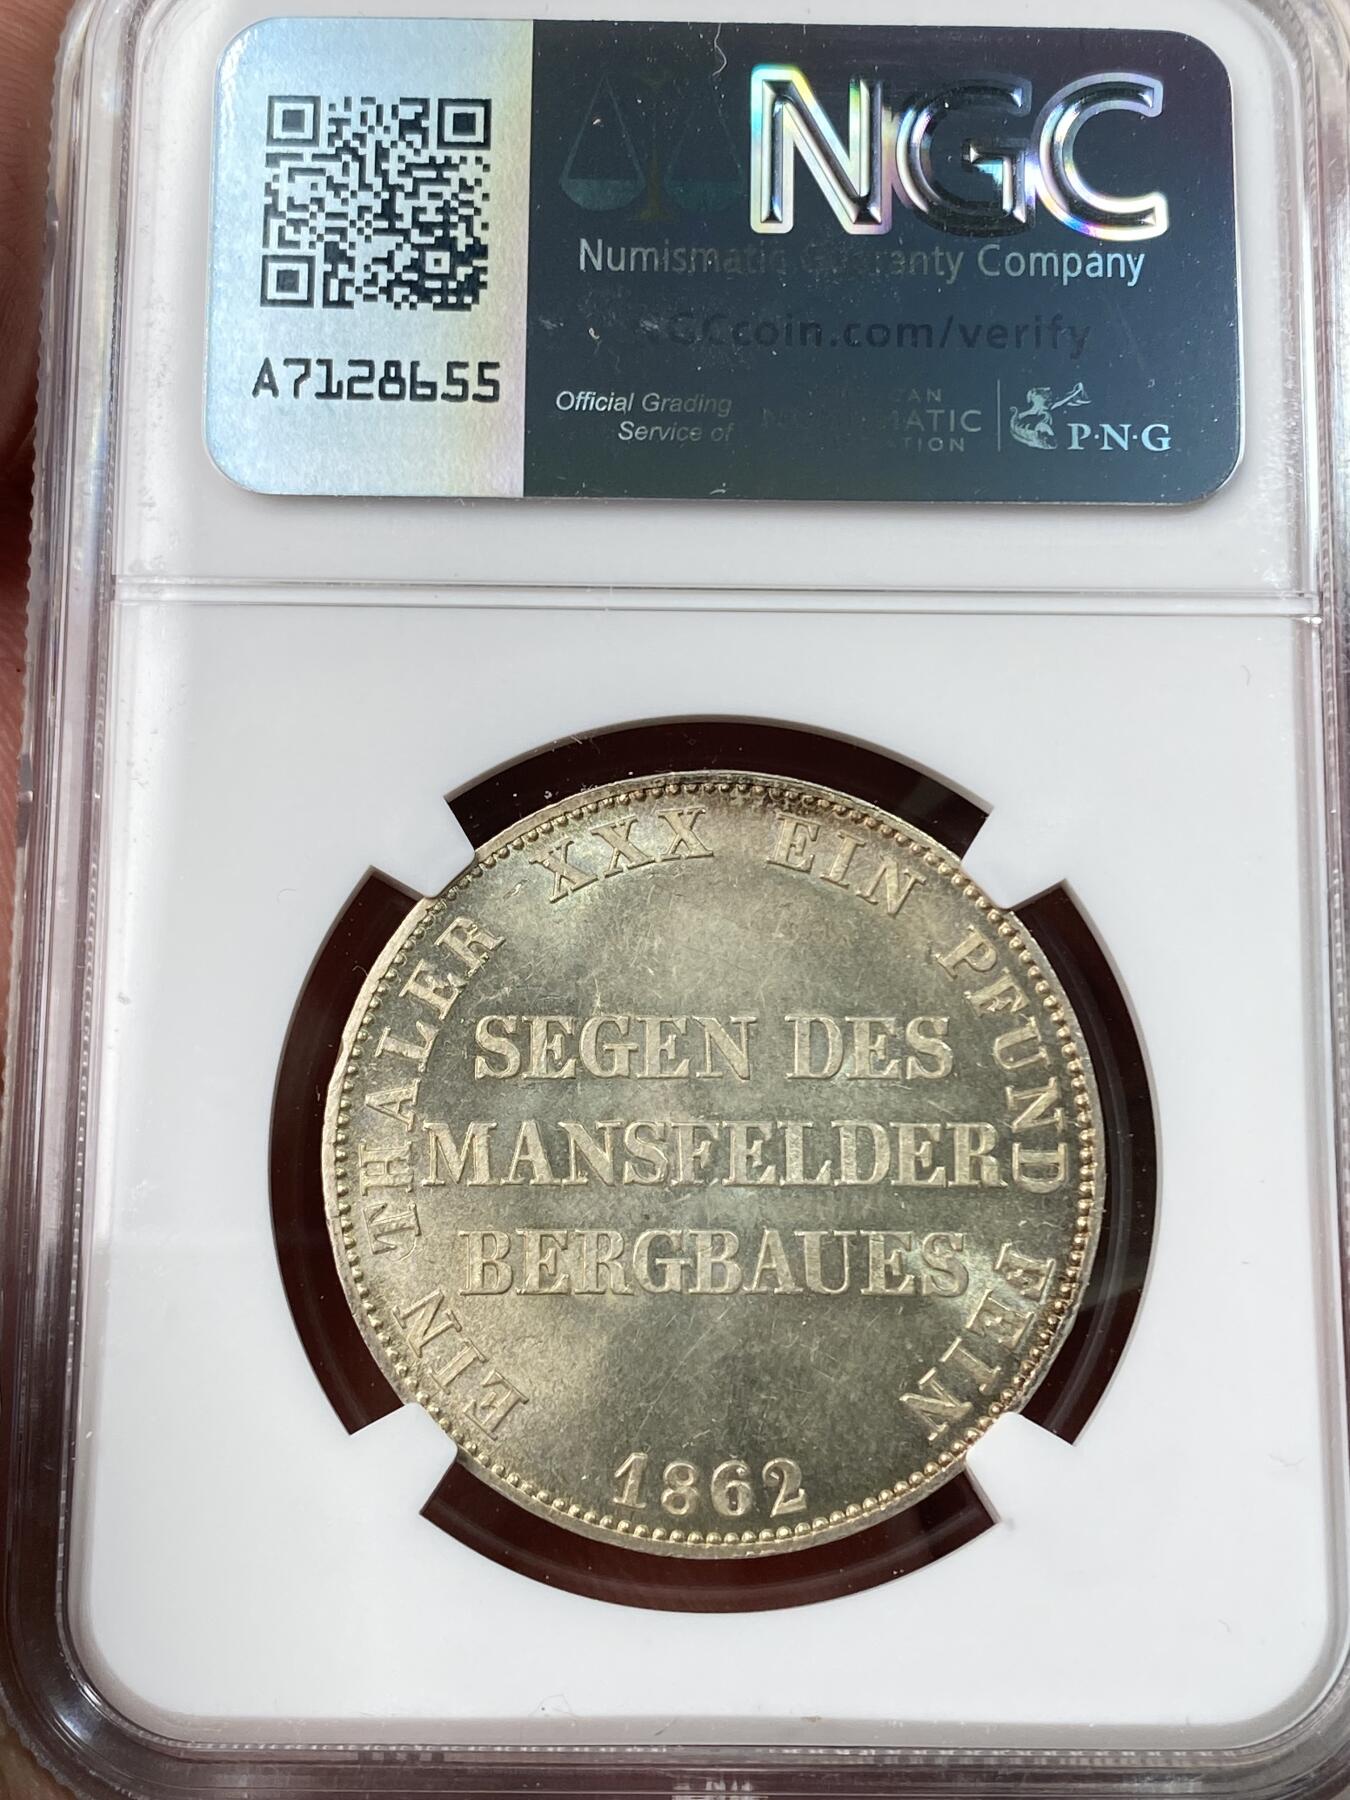 NGC
Numismatic Guaranty Company
NGCcoin.com/verify
A7128655
Official Grading
Service of
P·N·G
EIN THALER XXX EIN PFUND FEIN
SEGEN DES
MANSFELDER
BERGBAUES
1862